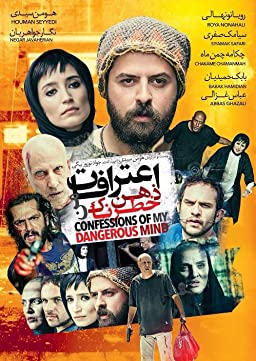 هومن سیدی
HOUMAN SEYYEDI
نگار جواهریان
NEGAR JAVAHERIAN
رویا نونهالی
ROYA NONAHALI
سیامک صفری
SIYAMAK SAFARI
چکامه چمن ماه
CHAKAME CHAMANMAH
بابک حمیدیان
BABAK HAMIDIAN
عباس غزالی
ABBAS GHAZALI
اعترافات
ذهن
خطرناک
من
CONFESSIONS OF MY
DANGEROUS MIND